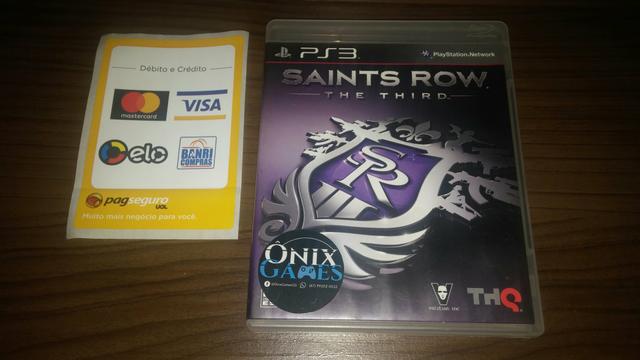 Débito e Crédito
mastercard
VISA
elo
BANRI
COMPRAS
pagseguro
UOL
Muito mais negócio para você.
PS3
PlayStation Network
SAINTS ROW
THE THIRD
SR
ÔNIX
GAMES
THQ